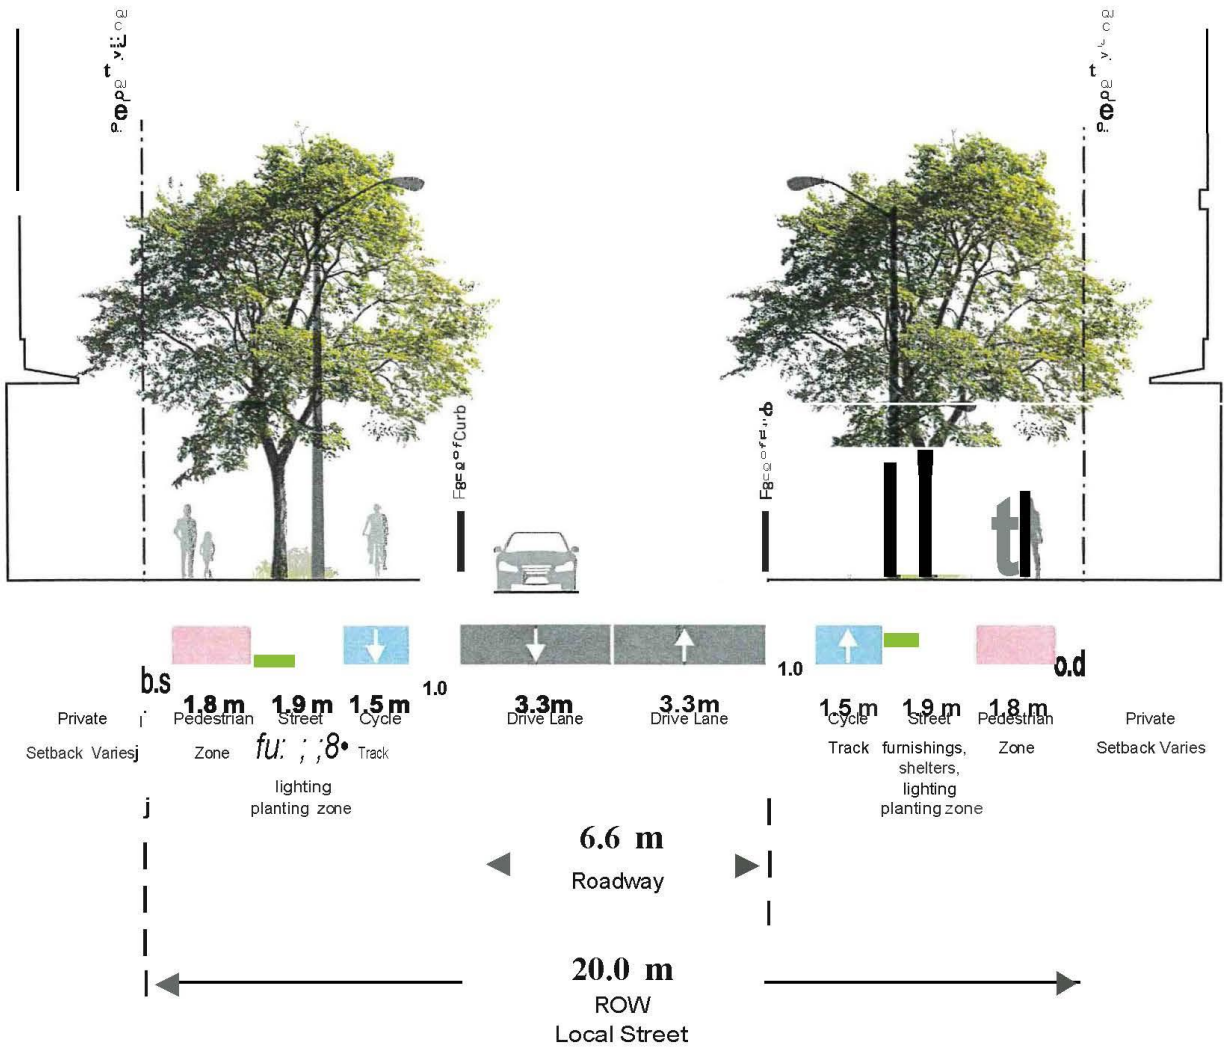 Face of Curb
b.s
1.8 m
1.9 m
1.5 m
1.0
3.3m
3.3m
1.0
1.5 m
1.9 m
1.8 m
o.d
Private
Pedestrian
Street
Cycle
Drive Lane
Drive Lane
Cycle
Street
Pedestrian
Private
Setback Varies
Zone
fu: ; ;8•
Track
Track
furnishings,
Zone
Setback Varies
shelters,
lighting
planting zone
lighting
planting zone
6.6 m
Roadway
20.0 m
ROW
Local Street